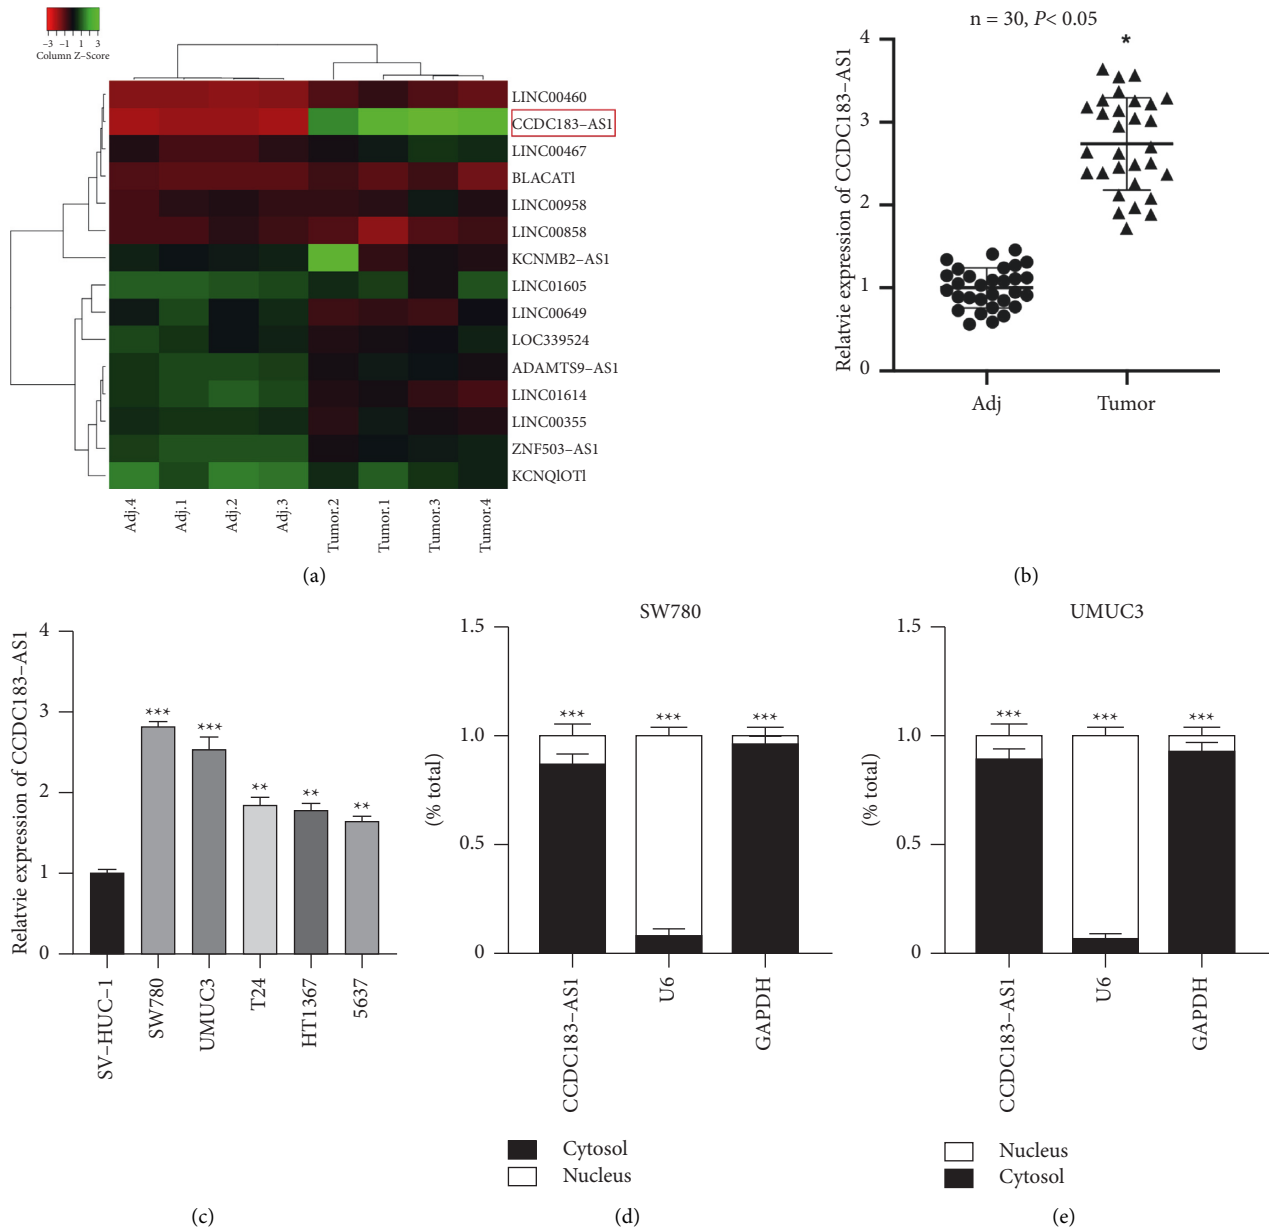 −3 −1 1 3
Column Z−Score
LINC00460
CCDC183−AS1
LINC00467
BLACATl
LINC00958
LINC00858
KCNMB2−AS1
LINC01605
LINC00649
LOC339524
ADAMTS9−AS1
LINC01614
LINC00355
ZNF503−AS1
KCNQlOTl
Adj.4
Adj.1
Adj.2
Adj.3
Tumor.2
Tumor.1
Tumor.3
Tumor.4
(a)
n = 30, P< 0.05
*
Relatvie expression of CCDC183−AS1
4
3
2
1
0
Adj
Tumor
(b)
Relatvie expression of CCDC183−AS1
4
3
2
1
0
***
***
**
**
**
SV−HUC−1
SW780
UMUC3
T24
HT1367
5637
(c)
SW780
(% total)
1.5
1.0
0.5
0
***
***
***
CCDC183−AS1
U6
GAPDH
Cytosol
Nucleus
(d)
UMUC3
(% total)
1.5
1.0
0.5
0
***
***
***
CCDC183−AS1
U6
GAPDH
Nucleus
Cytosol
(e)